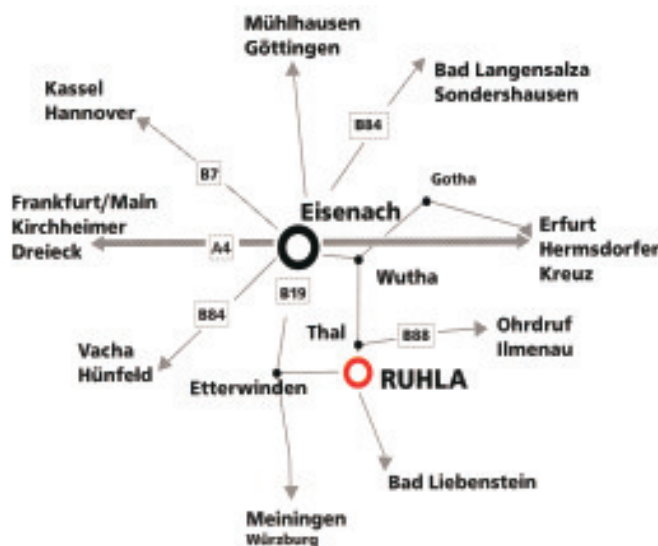 Mühlhausen
Göttingen
Bad Langensalza
Sondershausen
Kassel
Hannover
B84
B7
Gotha
Frankfurt/Main
Kirchheimer
Dreieck
Eisenach
Erfurt
Hermsdorfer
Kreuz
A4
Wutha
B19
B84
Thal
B88
Ohrdruf
Ilmenau
Vacha
Hünfeld
Etterwinden
RUHLA
Bad Liebenstein
Meiningen
Würzburg